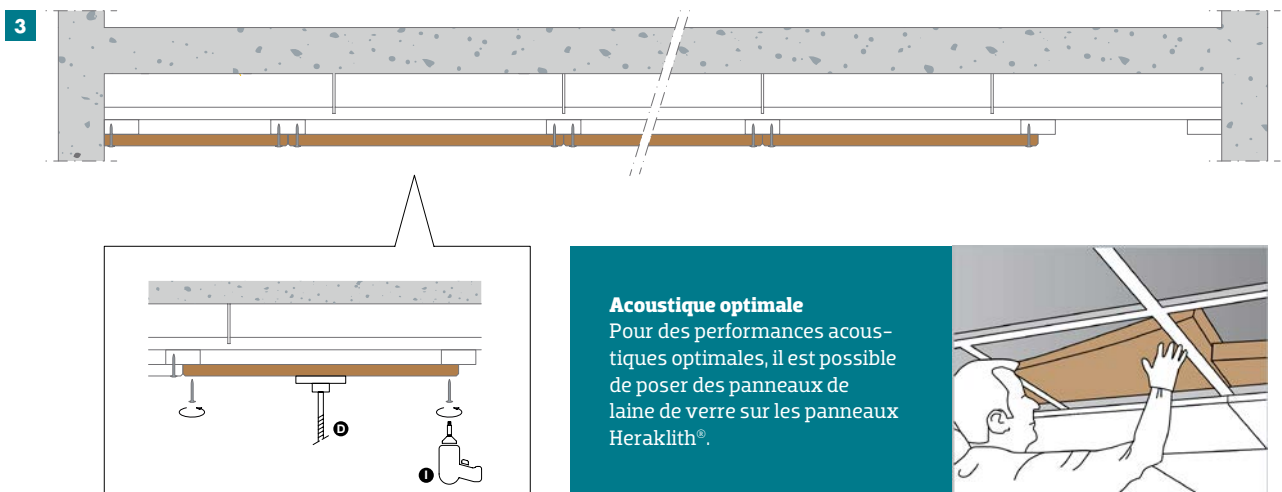 3
D
I
Acoustique optimale
Pour des performances acous-
tiques optimales, il est possible
de poser des panneaux de
laine de verre sur les panneaux
Heraklith®.